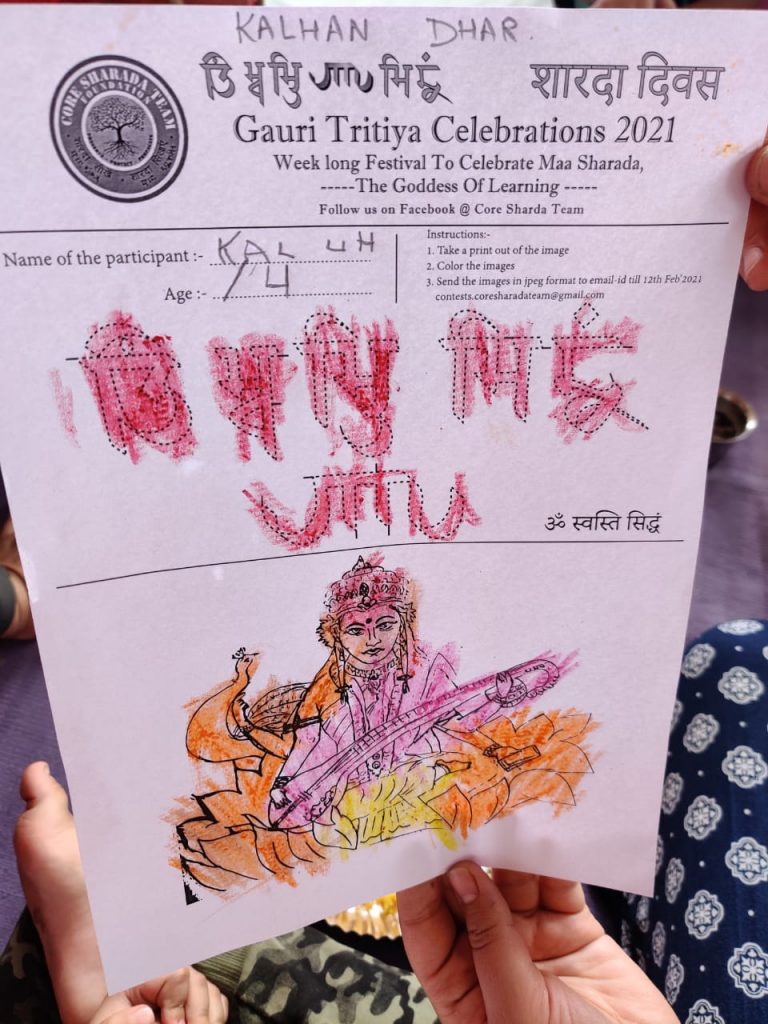 KALHAN DHAR.
CORE SHARADA TEAM
FOUNDATION
शारदा दिवस
Gauri Tritiya Celebrations 2021
Week long Festival To Celebrate Maa Sharada,
-----The Goddess Of Learning -----
Follow us on Facebook @ Core Sharda Team
Name of the participant :- KAL
Age :- 4
Instructions:-
1. Take a print out of the image
2. Color the images
3. Send the images in jpeg format to email-id till 12th Feb'2021
contests.coresharadateam@gmail.com
ॐ स्वस्ति सिद्धं